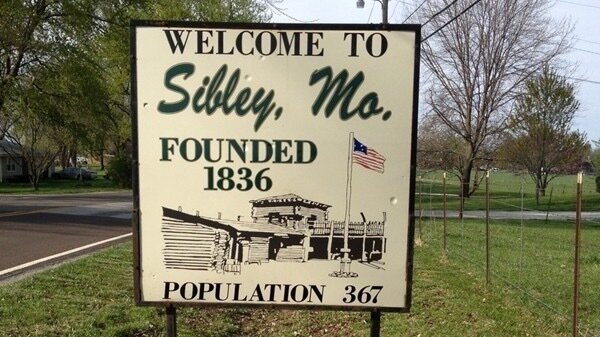 WELCOME TO
Sibley, Mo.
FOUNDED
1836
POPULATION 367